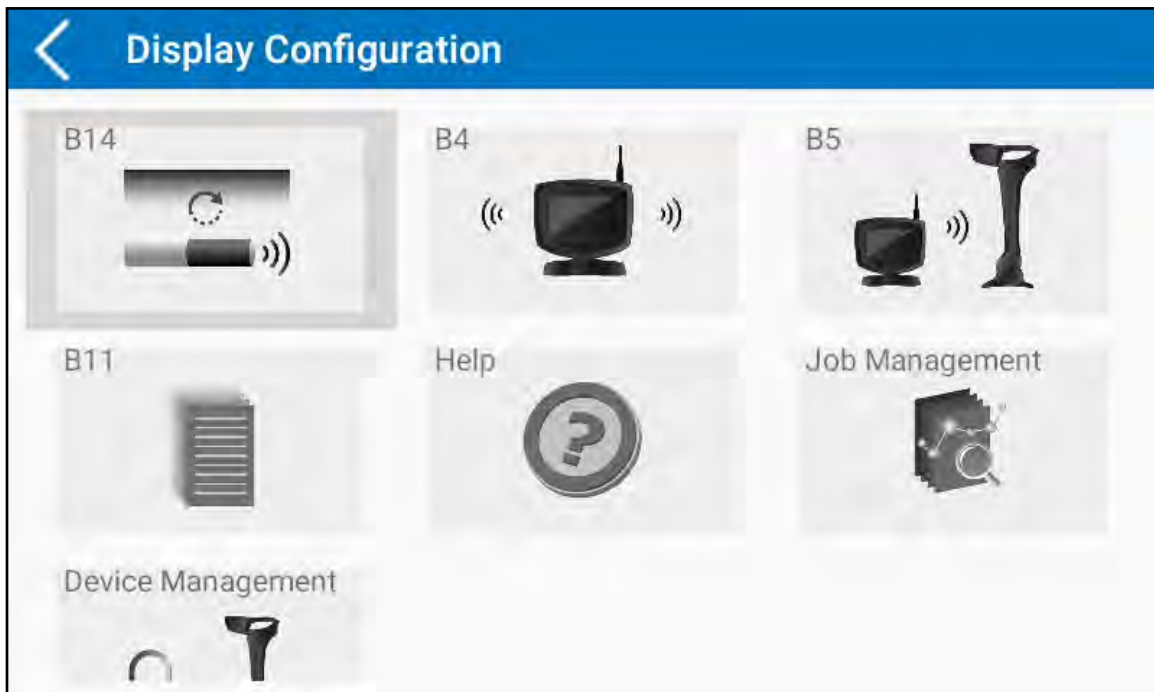 Display Configuration
B14
B4
B5
B11
Help
Job Management
Device Management